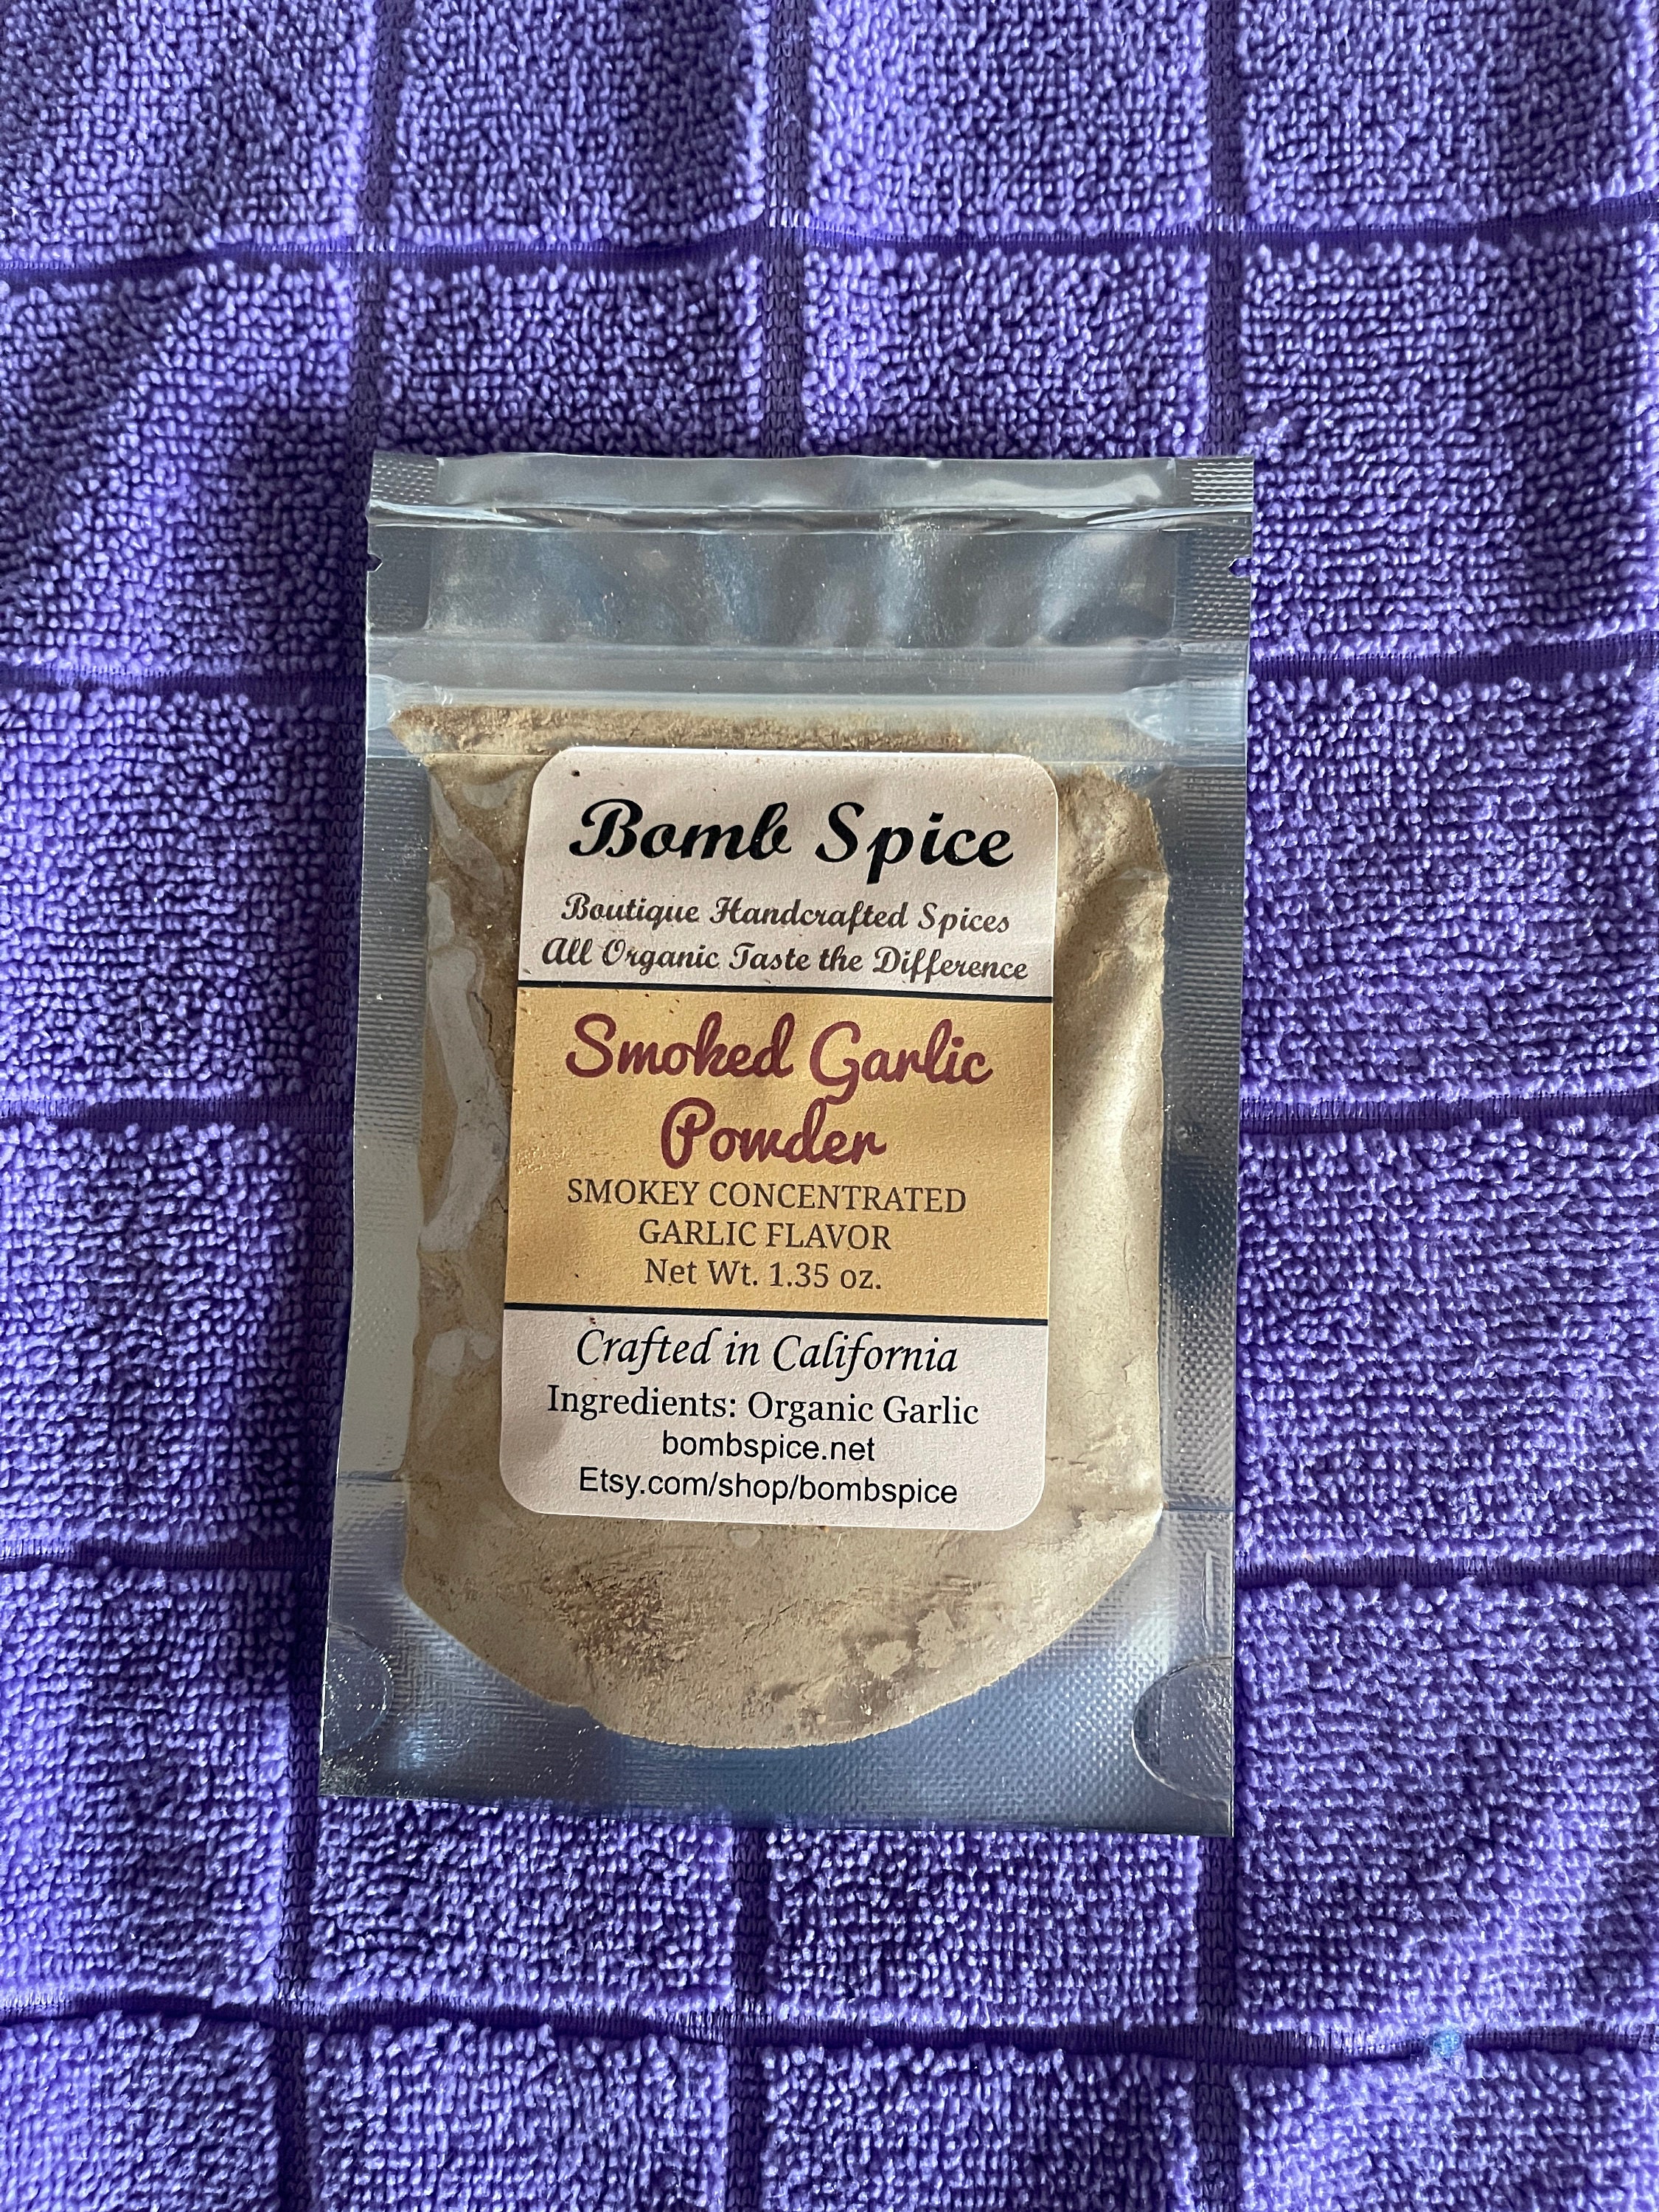 Bomb Spice
Boutique Handcrafted Spices
All Organic Taste the Difference
Smoked Garlic
Powder
SMOKEY CONCENTRATED
GARLIC FLAVOR
Net Wt. 1.35 oz.
Crafted in California
Ingredients: Organic Garlic
bombspice.net
Etsy.com/shop/bombspice